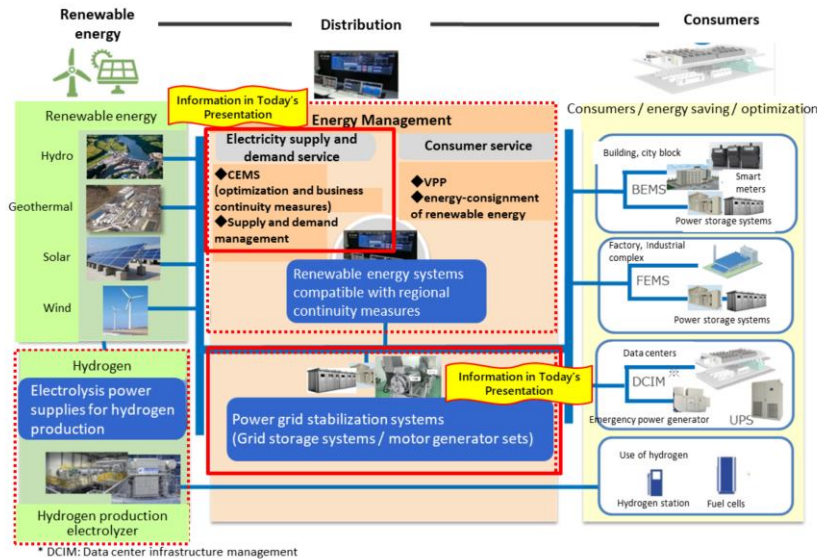 Renewable
energy
Distribution
Consumers
Information in Today's
Presentation
Renewable energy
Hydro
Geothermal
Solar
Wind
Energy Management
Electricity supply and
demand service
◆CEMS
(optimization and business
continuity measures)
◆Supply and demand
management
Consumer service
◆VPP
◆energy-consignment
of renewable energy
Renewable energy systems
compatible with regional
continuity measures
Consumers / energy saving / optimization
Building, city block
Smart
meters
BEMS
Power storage systems
Factory, Industrial
complex
FEMS
Power storage systems
Hydrogen
Electrolysis power
supplies for hydrogen
production
Hydrogen production
electrolyzer
Information in Today's
Presentation
Power grid stabilization systems
(Grid storage systems / motor generator sets)
Data centers
DCIM ※
Emergency power generator
UPS
Use of hydrogen
Hydrogen station
Fuel cells
* DCIM: Data center infrastructure management